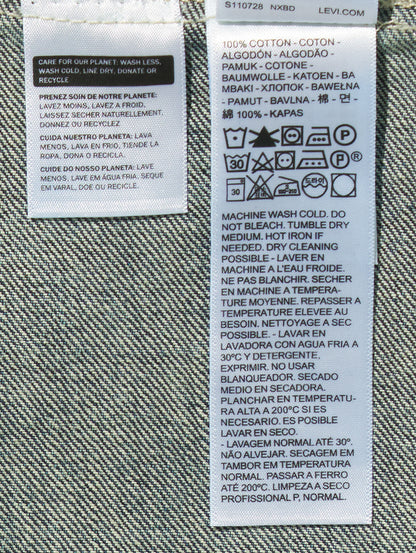 S110728 NXBD LEVI.COM
CARE FOR OUR PLANET: WASH LESS,
WASH COLD, LINE DRY, DONATE OR
RECYCLE
PRENEZ SOIN DE NOTRE PLANETE:
LAVEZ MOINS, LAVEZ A FROID,
LAISSEZ SECHER NATURELLEMENT,
DONNEZ OU RECYCLEZ
CUIDA NUESTRO PLANETA: LAVA
MENOS, LAVA EN FRIO, TIENDE LA
ROPA, DONA O RECICLA.
CUIDE DO NOSSO PLANETA: LAVE
MENOS, LAVE EM ÁGUA FRIA, SEQUE
EM VARAL, DOE OU RECICLE.
100% COTTON - COTON -
ALGODÓN - ALGODÃO -
PAMUK - COTONE -
BAUMWOLLE - KATOEN - BA
MBAKI - ХЛОПОК - BAWEŁNA
- PAMUT - BAVLNA - 棉 - 면 -
綿 100% - KAPAS
P
30 P ®
30 200 드라이
MACHINE WASH COLD. DO
NOT BLEACH. TUMBLE DRY
MEDIUM. HOT IRON IF
NEEDED. DRY CLEANING
POSSIBLE - LAVER EN
MACHINE A L'EAU FROIDE.
NE PAS BLANCHIR. SECHER
EN MACHINE A TEMPERA-
TURE MOYENNE. REPASSER A
TEMPERATURE ELEVEE AU
BESOIN. NETTOYAGE A SEC
POSSIBLE. - LAVAR EN
LAVADORA CON AGUA FRIA A
30ºC Y DETERGENTE.
EXPRIMIR. NO USAR
BLANQUEADOR. SECADO
MEDIO EN SECADORA.
PLANCHAR EN TEMPERATU-
RA ALTA A 200ºC SI ES
NECESARIO. ES POSIBLE
LAVAR EN SECO.
- LAVAGEM NORMAL ATÉ 30º.
NÃO ALVEJAR. SECAGEM EM
TAMBOR EM TEMPERATURA
NORMAL. PASSAR A FERRO
ATÉ 200ºC. LIMPEZA A SECO
PROFISSIONAL P, NORMAL.